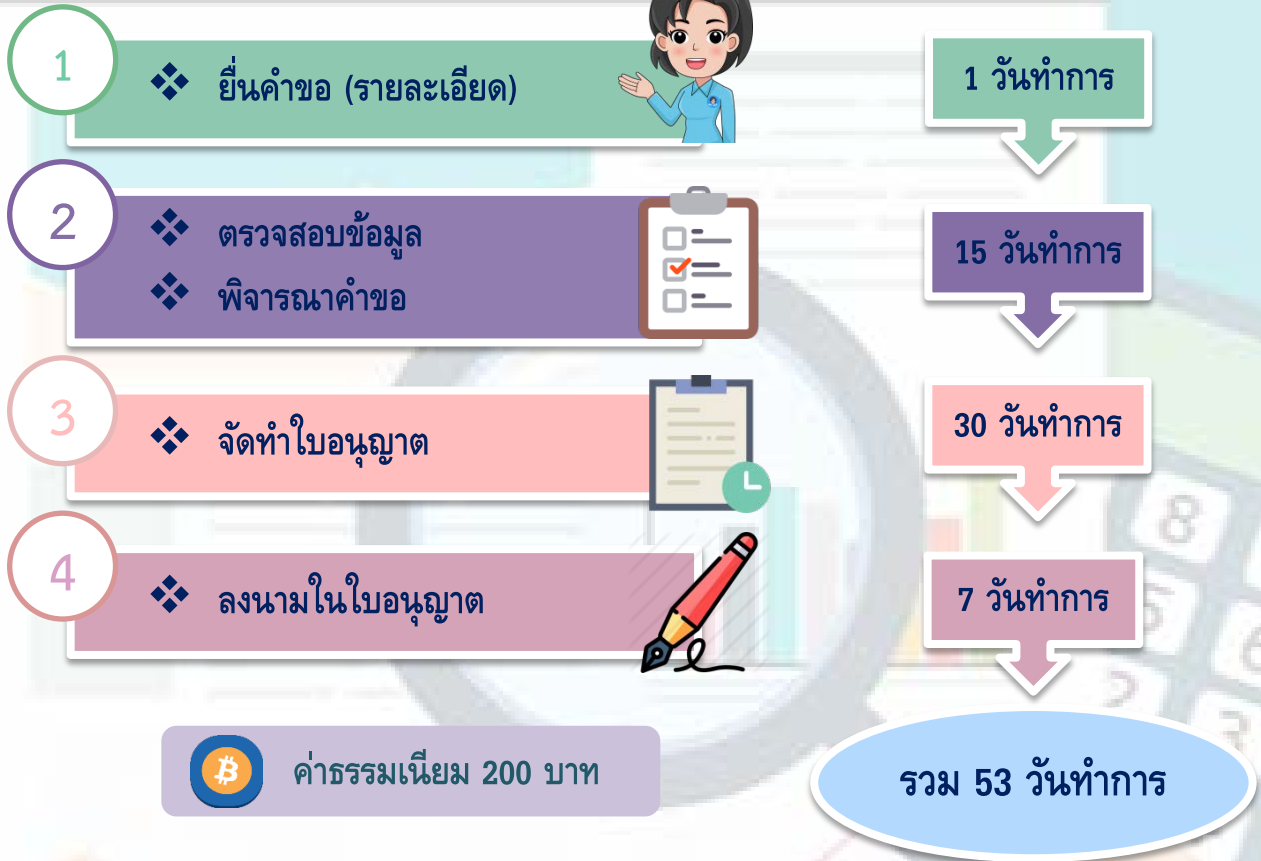 1
❖ ยื่นคำขอ (รายละเอียด)
1 วันทำการ
2
❖ ตรวจสอบข้อมูล
❖ พิจารณาคำขอ
15 วันทำการ
3
❖ จัดทำใบอนุญาต
30 วันทำการ
4
❖ ลงนามในใบอนุญาต
7 วันทำการ
ค่าธรรมเนียม 200 บาท
รวม 53 วันทำการ